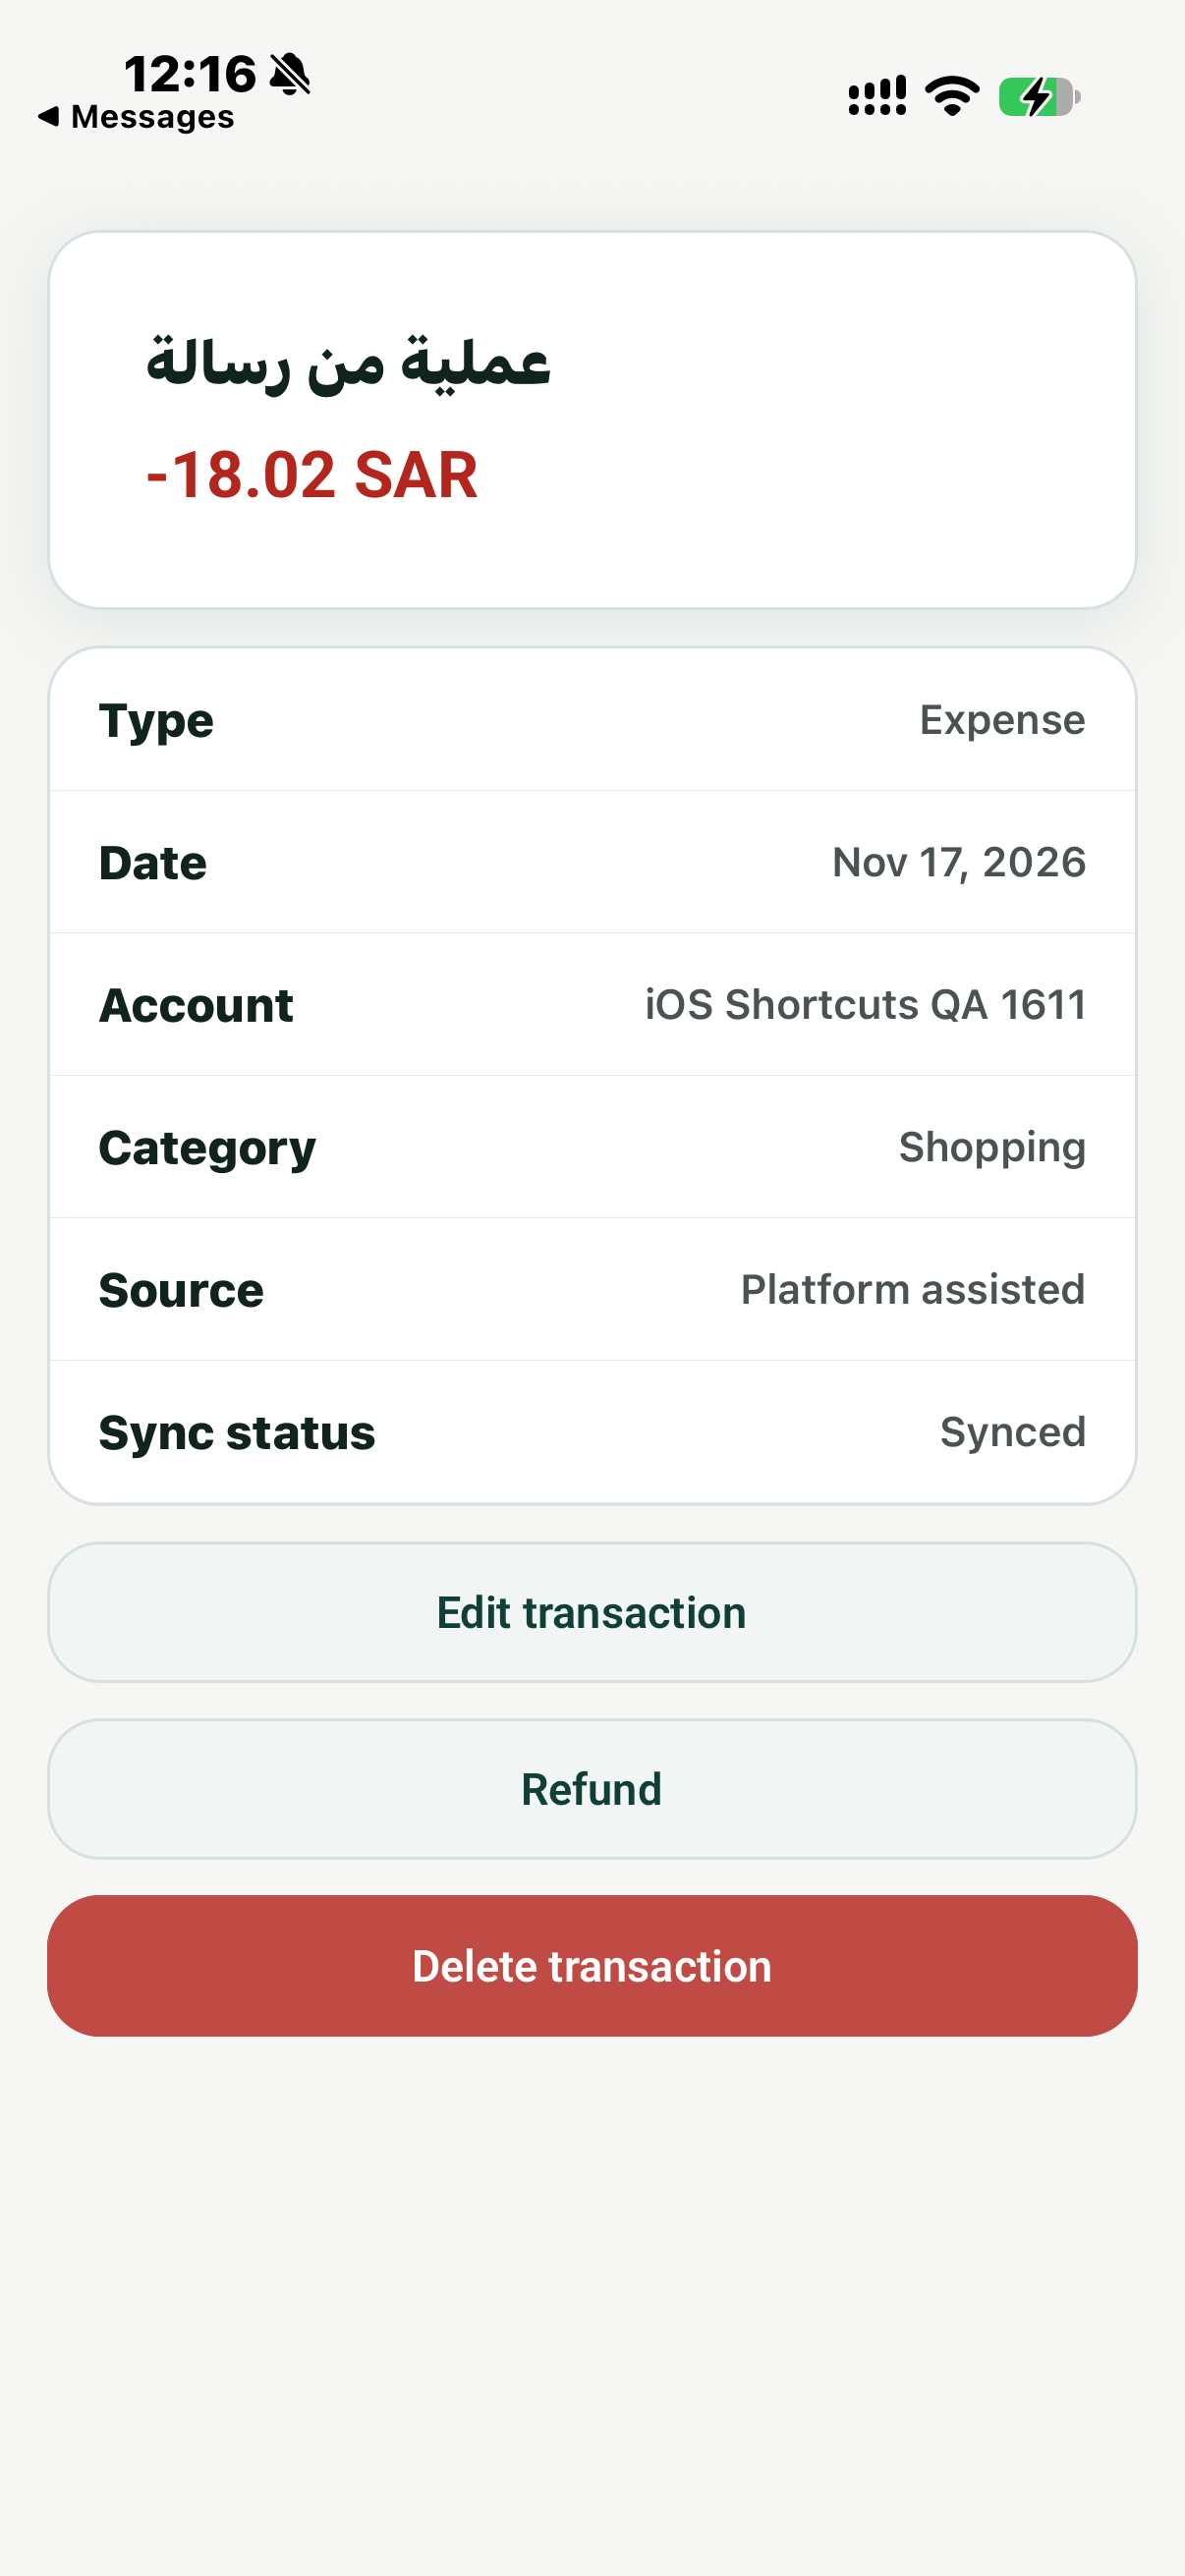 12:16
Messages
عملية من رسالة
-18.02 SAR
Type Expense
Date Nov 17, 2026
Account iOS Shortcuts QA 1611
Category Shopping
Source Platform assisted
Sync status Synced
Edit transaction
Refund
Delete transaction